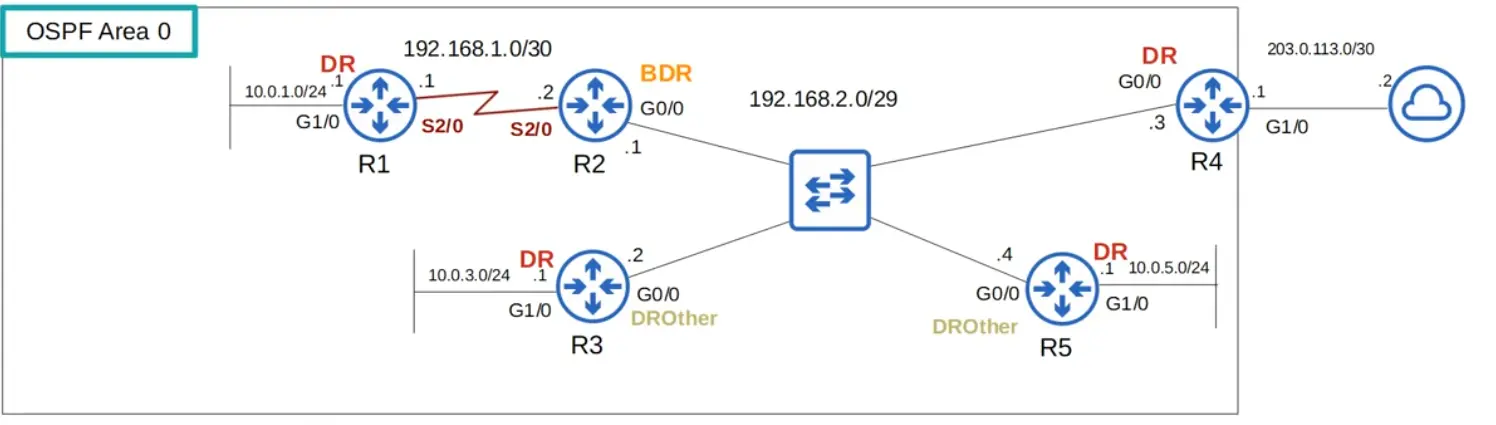 OSPF Area 0
192.168.1.0/30
DR
10.0.1.0/24
.1
G1/0
.1
S2/0
R1
.2
S2/0
R2
BDR
G0/0
.1
192.168.2.0/29
DR
G0/0
.3
R4
203.0.113.0/30
.1
G1/0
.2
DR
10.0.3.0/24
.1
G1/0
R3
.2
G0/0
DROther
.4
G0/0
DROther
R5
DR
.1
10.0.5.0/24
G1/0